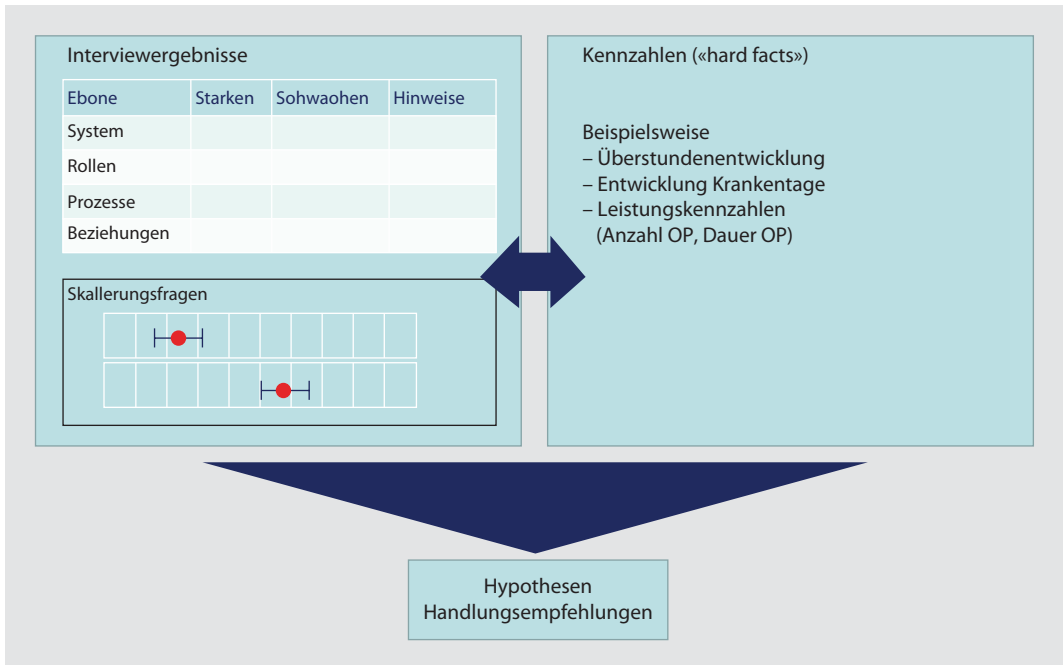 Interviewergebnisse
Ebone Starken Sohwaohen Hinweise
System
Rollen
Prozesse
Beziehungen
Skallerungsfragen
Kennzahlen («hard facts»)
Beispielsweise
– Überstundenentwicklung
– Entwicklung Krankentage
– Leistungskennzahlen
(Anzahl OP, Dauer OP)
Hypothesen
Handlungsempfehlungen